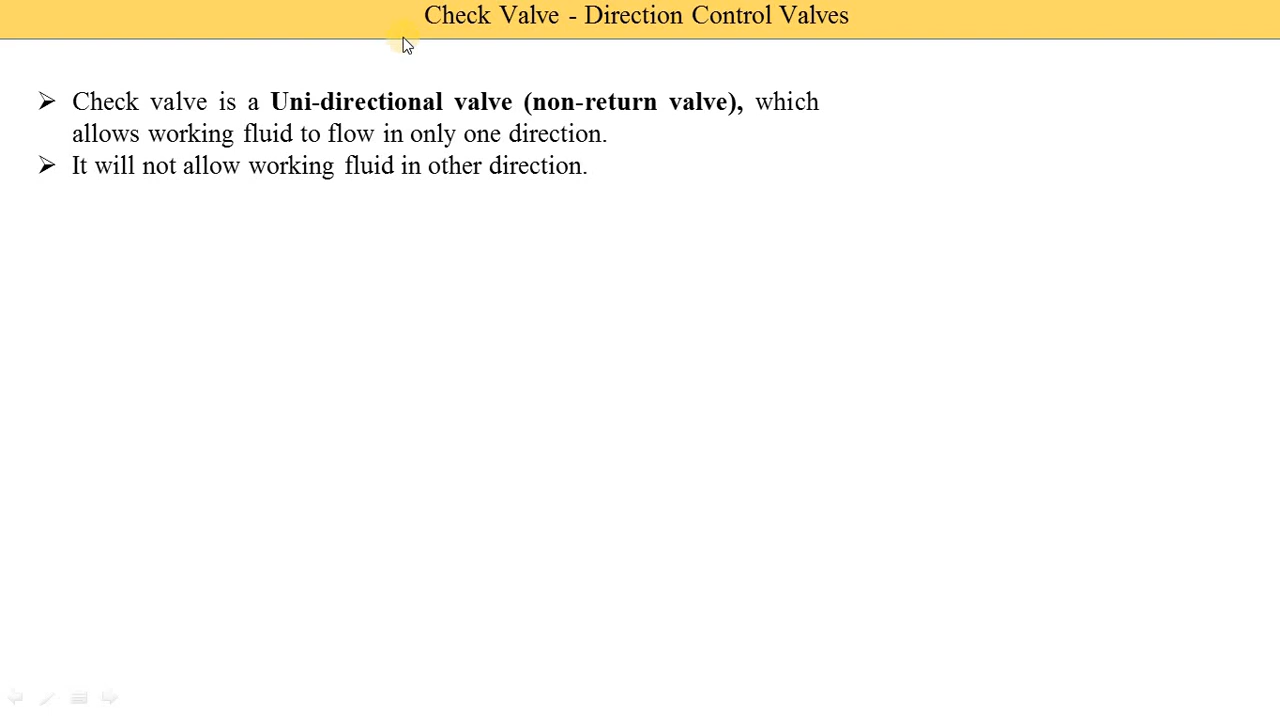 Check Valve - Direction Control Valves
➢ Check valve is a Uni-directional valve (non-return valve), which
allows working fluid to flow in only one direction.
➢ It will not allow working fluid in other direction.